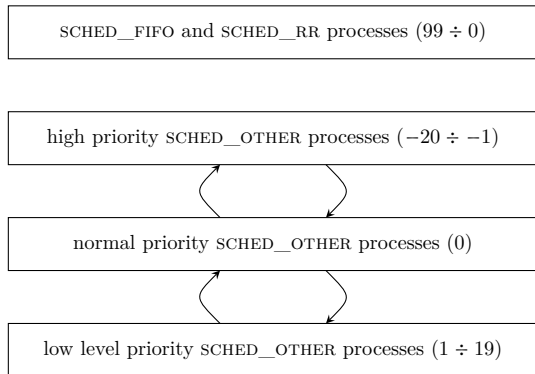 SCHED_FIFO and SCHED_RR processes (99 ÷ 0)
high priority SCHED_OTHER processes (−20 ÷ −1)
normal priority SCHED_OTHER processes (0)
low level priority SCHED_OTHER processes (1 ÷ 19)